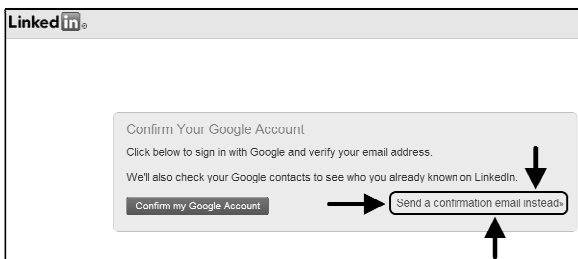 Linked in®
Confirm Your Google Account
Click below to sign in with Google and verify your email address.
We'll also check your Google contacts to see who you already known on LinkedIn.
Confirm my Google Account
Send a confirmation email instead»